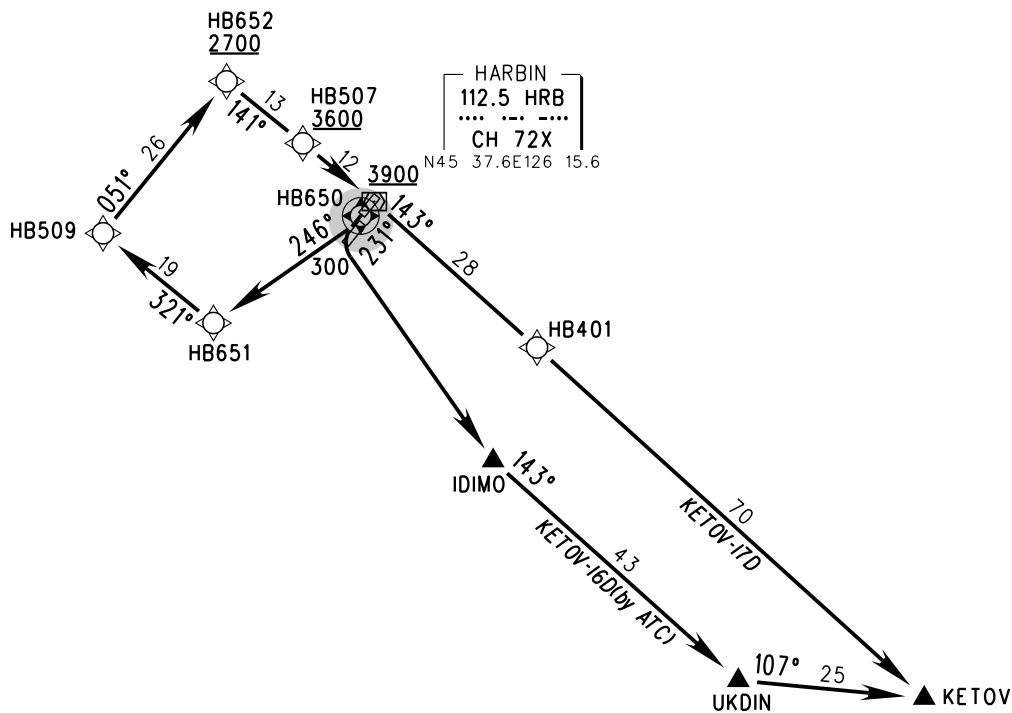 HB652
2700
13
141°
HB507
3600
12
HARBIN
112.5 HRB
···· ·–· –···
CH 72X
N45 37.6E126 15.6
26
051°
HB509
3900
HB650
143°
246°
231°
300
28
19
321°
HB651
HB401
IDIMO
143°
70
KETOV-17D
43
KETOV-16D(by ATC)
107°
25
UKDIN
KETOV